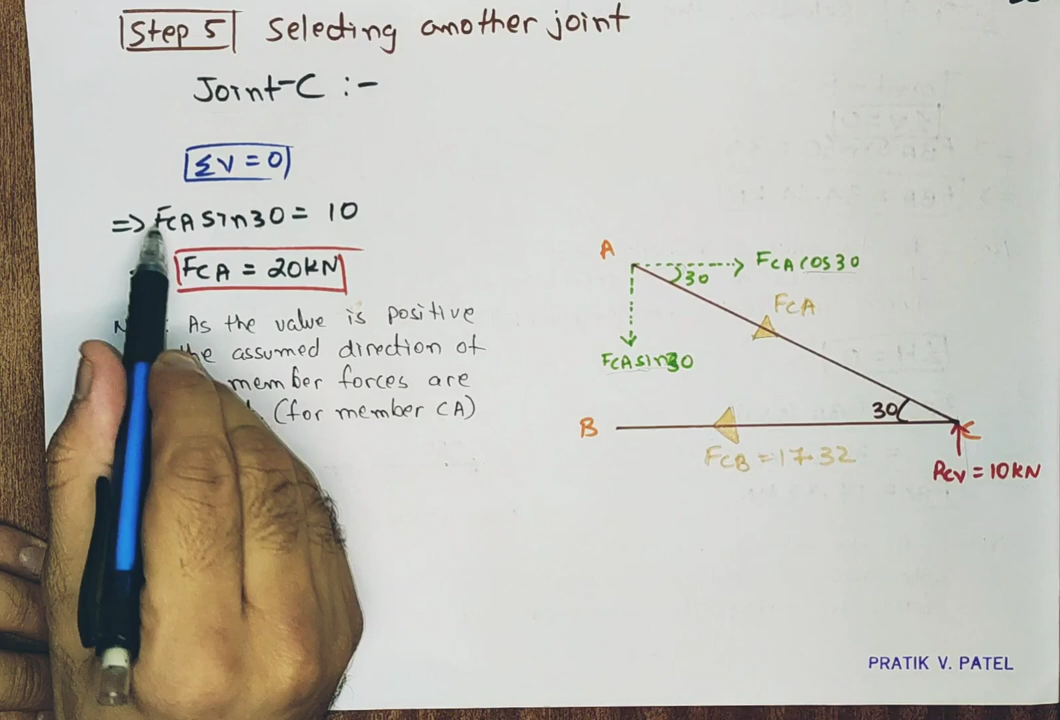 Step 5 Selecting another joint
Joint-C :-
ΣV = 0
=> FCA sin30 = 10
FCA = 20KN
As the value is positive
the assumed direction of
member forces are
(for member CA)
A
30
FCA cos30
FCA
FCA sin30
30
B
C
FCB = 17.32
RCV = 10KN
PRATIK V. PATEL